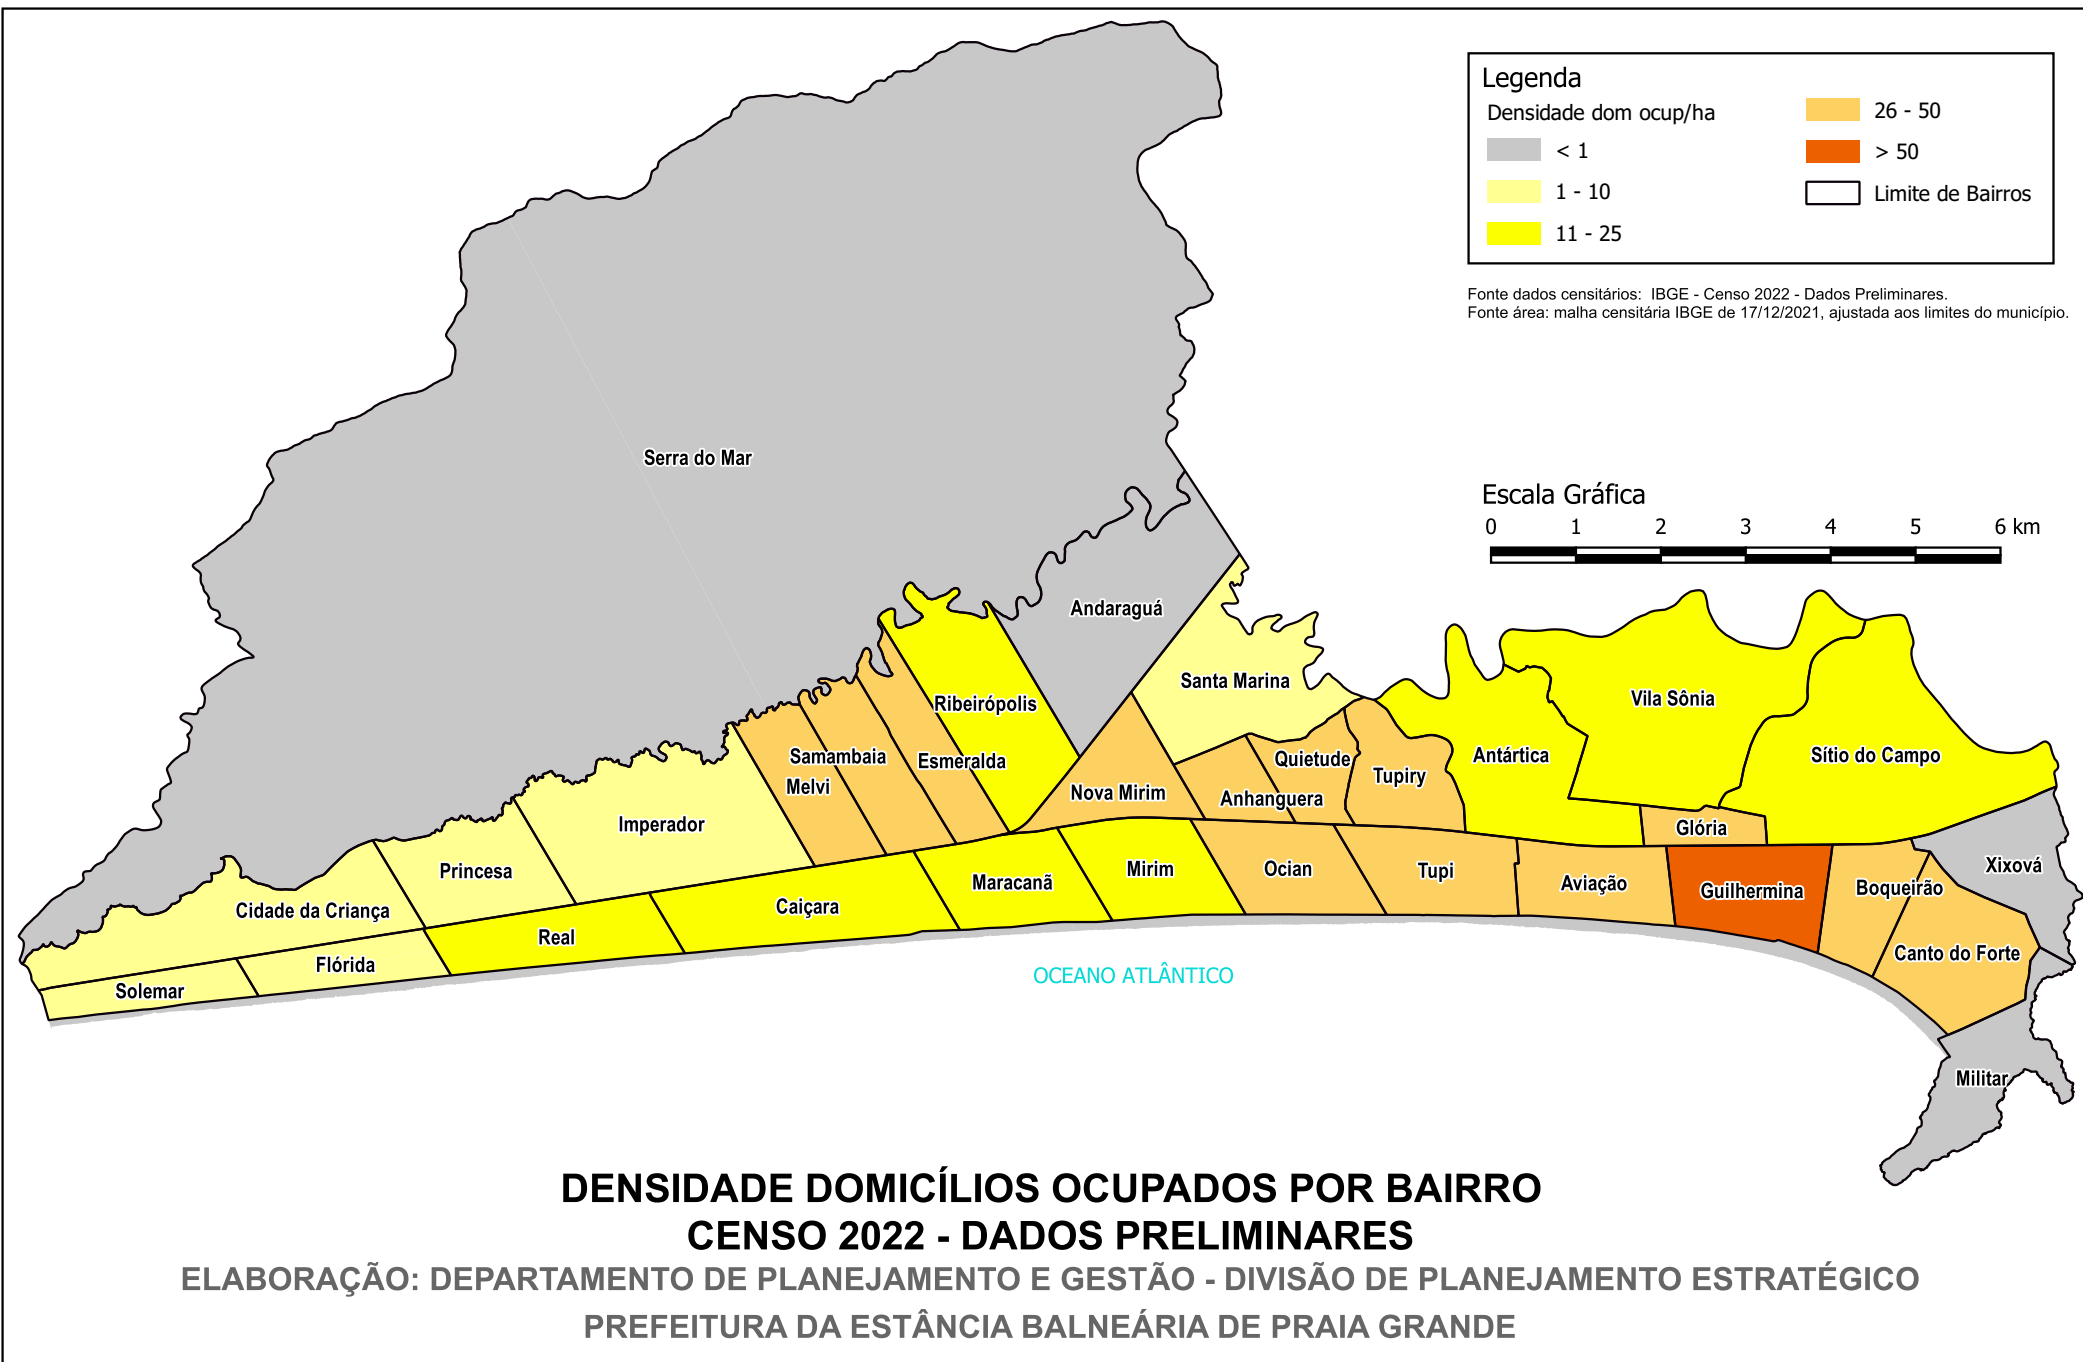 Legenda
Densidade dom ocup/ha
< 1
1 - 10
11 - 25
26 - 50
> 50
Limite de Bairros
Fonte dados censitários: IBGE - Censo 2022 - Dados Preliminares.
Fonte área: malha censitária IBGE de 17/12/2021, ajustada aos limites do município.
Serra do Mar
Escala Gráfica
0 1 2 3 4 5 6 km
Andaraguá
Santa Marina
Ribeirópolis
Vila Sônia
Samambaia
Esmeralda
Quietude
Antártica
Sítio do Campo
Melvi
Nova Mirim
Anhanguera
Tupiry
Imperador
Glória
Princesa
Maracanã
Mirim
Ocian
Tupi
Aviação
Guilhermina
Boqueirão
Xixová
Cidade da Criança
Caiçara
Real
Flórida
Canto do Forte
Solemar
OCEANO ATLÂNTICO
Militar
DENSIDADE DOMICÍLIOS OCUPADOS POR BAIRRO
CENSO 2022 - DADOS PRELIMINARES
ELABORAÇÃO: DEPARTAMENTO DE PLANEJAMENTO E GESTÃO - DIVISÃO DE PLANEJAMENTO ESTRATÉGICO
PREFEITURA DA ESTÂNCIA BALNEÁRIA DE PRAIA GRANDE